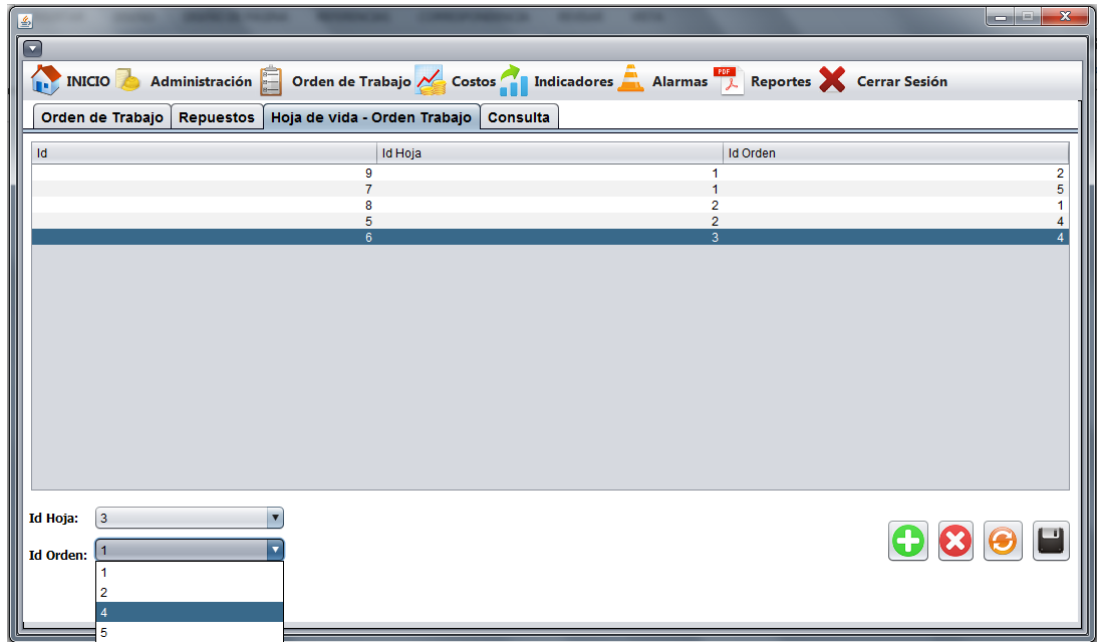 INICIO Administración Orden de Trabajo Costos Indicadores Alarmas PDF Reportes Cerrar Sesión
Orden de Trabajo Repuestos Hoja de vida - Orden Trabajo Consulta
Id Id Hoja Id Orden
9 1 2
7 1 5
8 2 1
5 2 4
6 3 4
Id Hoja: 3
Id Orden: 1
1
2
4
5